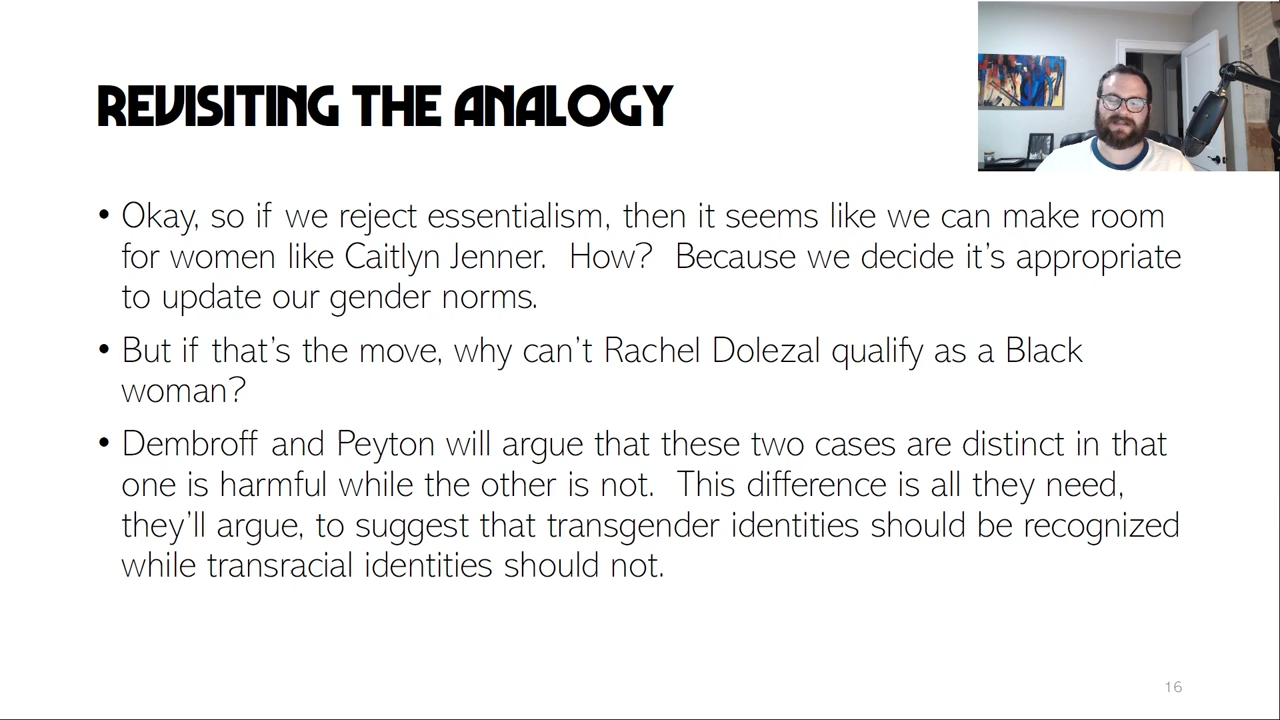 REVISITING THE ANALOGY
• Okay, so if we reject essentialism, then it seems like we can make room
for women like Caitlyn Jenner.  How?  Because we decide it’s appropriate
to update our gender norms.
• But if that’s the move, why can’t Rachel Dolezal qualify as a Black
woman?
• Dembroff and Peyton will argue that these two cases are distinct in that
one is harmful while the other is not.  This difference is all they need,
they’ll argue, to suggest that transgender identities should be recognized
while transracial identities should not.
16